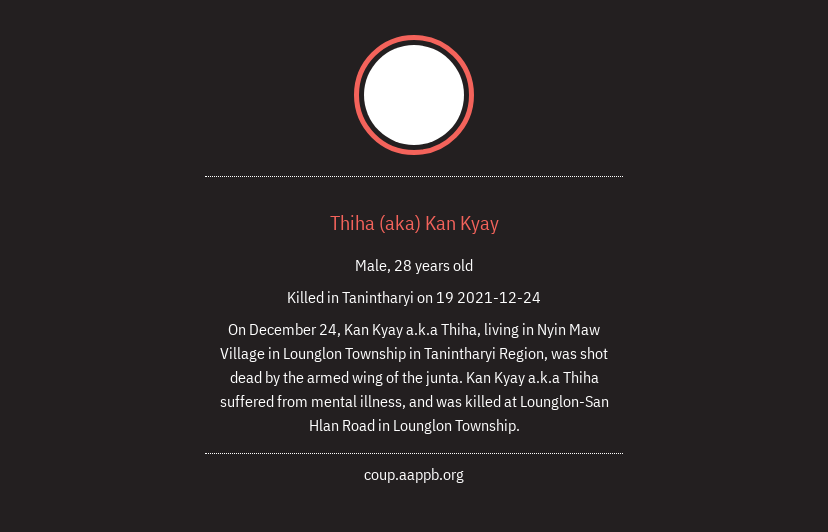 Thiha (aka) Kan Kyay
Male, 28 years old
Killed in Tanintharyi on 19 2021-12-24
On December 24, Kan Kyay a.k.a Thiha, living in Nyin Maw
Village in Lounglon Township in Tanintharyi Region, was shot
dead by the armed wing of the junta. Kan Kyay a.k.a Thiha
suffered from mental illness, and was killed at Lounglon-San
Hlan Road in Lounglon Township.
coup.aappb.org